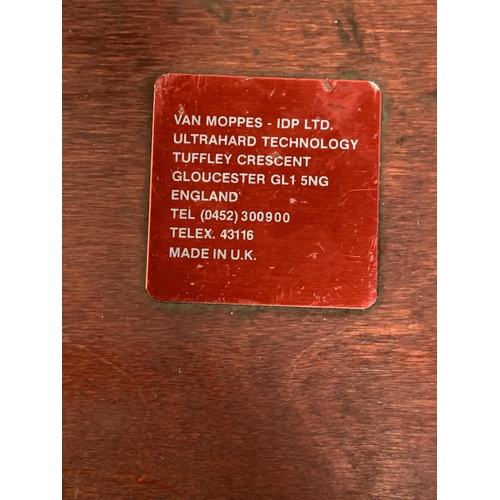 VAN MOPPES - IDP LTD.
ULTRAHARD TECHNOLOGY
TUFFLEY CRESCENT
GLOUCESTER GL1 5NG
ENGLAND
TEL (0452) 300900
TELEX. 43116
MADE IN U.K.